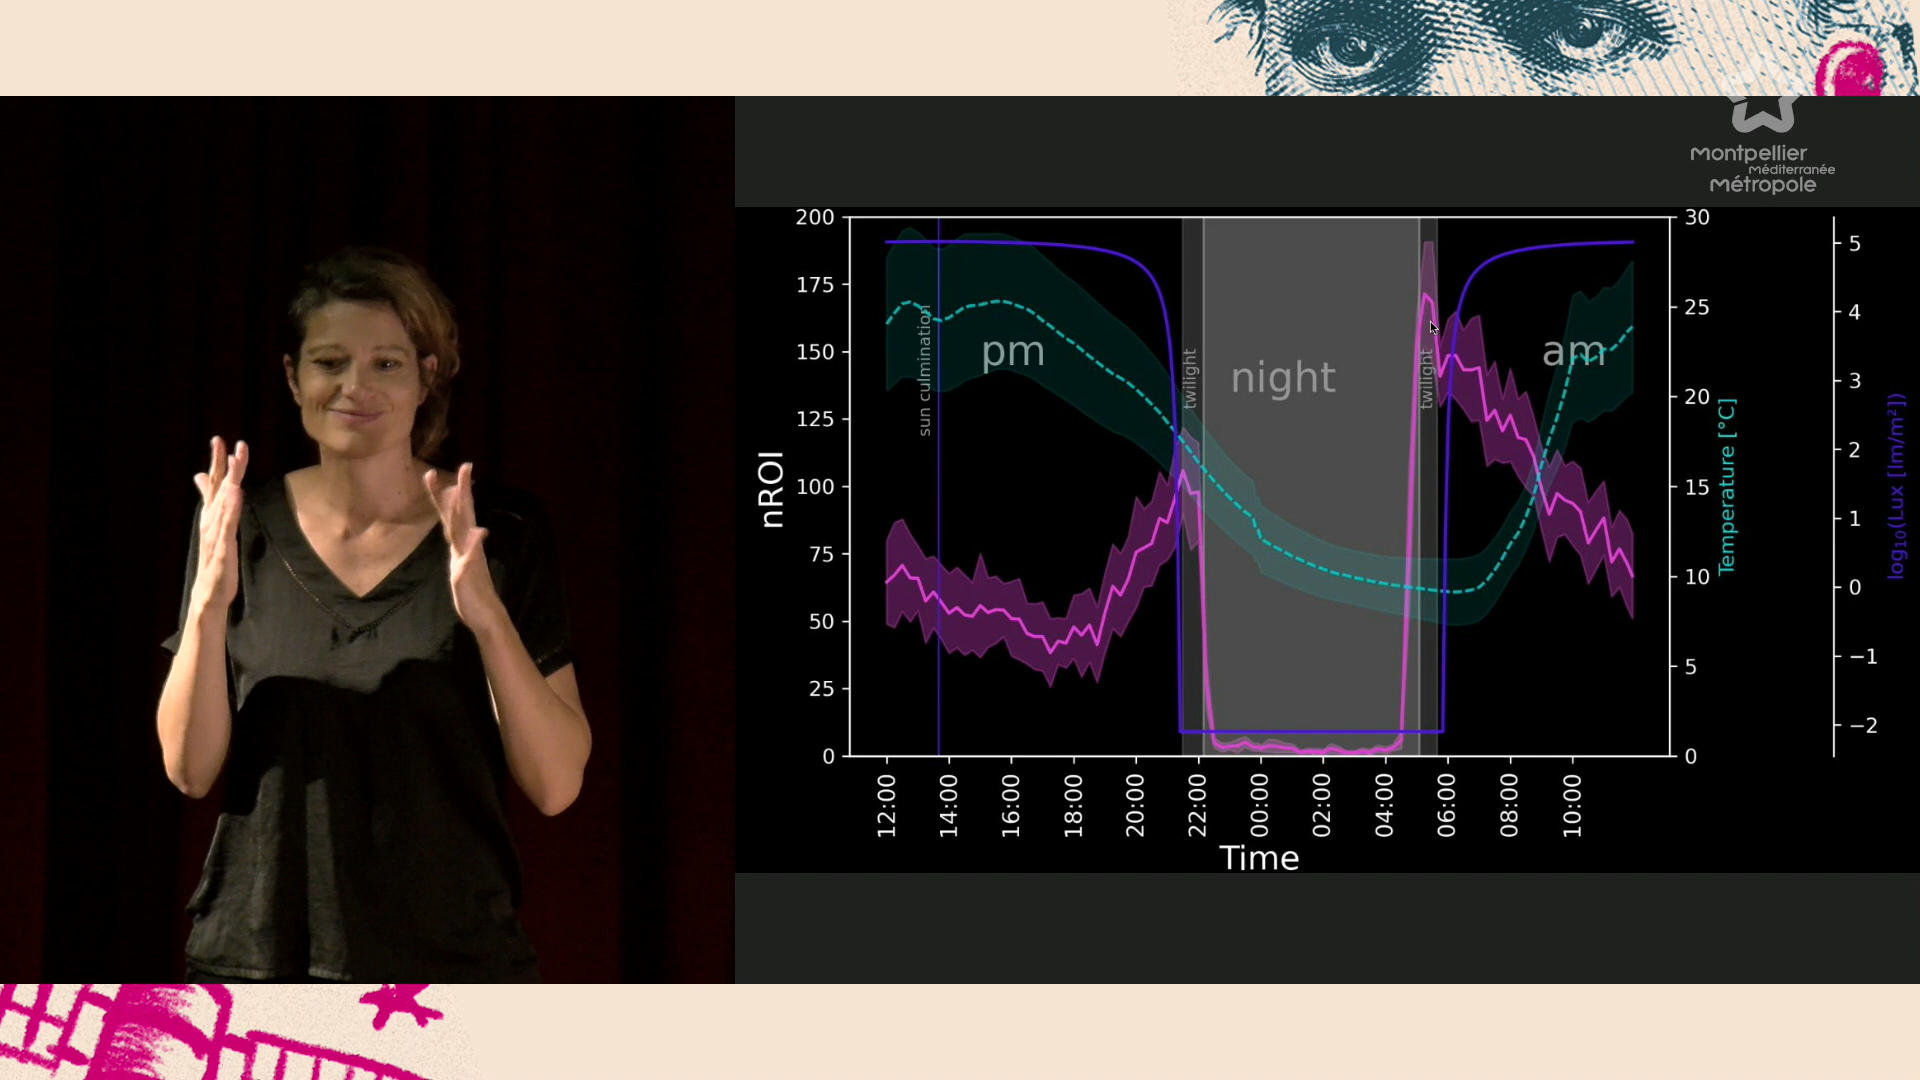 montpellier
méditerranée
métropole
200
175
150
125
100
75
50
25
0
nROI
30
25
20
15
10
5
0
Temperature [°C]
5
4
3
2
1
0
−1
−2
log₁₀(Lux [lm/m²])
sun culmination
pm
twilight
night
twilight
am
12:00
14:00
16:00
18:00
20:00
22:00
00:00
02:00
04:00
06:00
08:00
10:00
Time